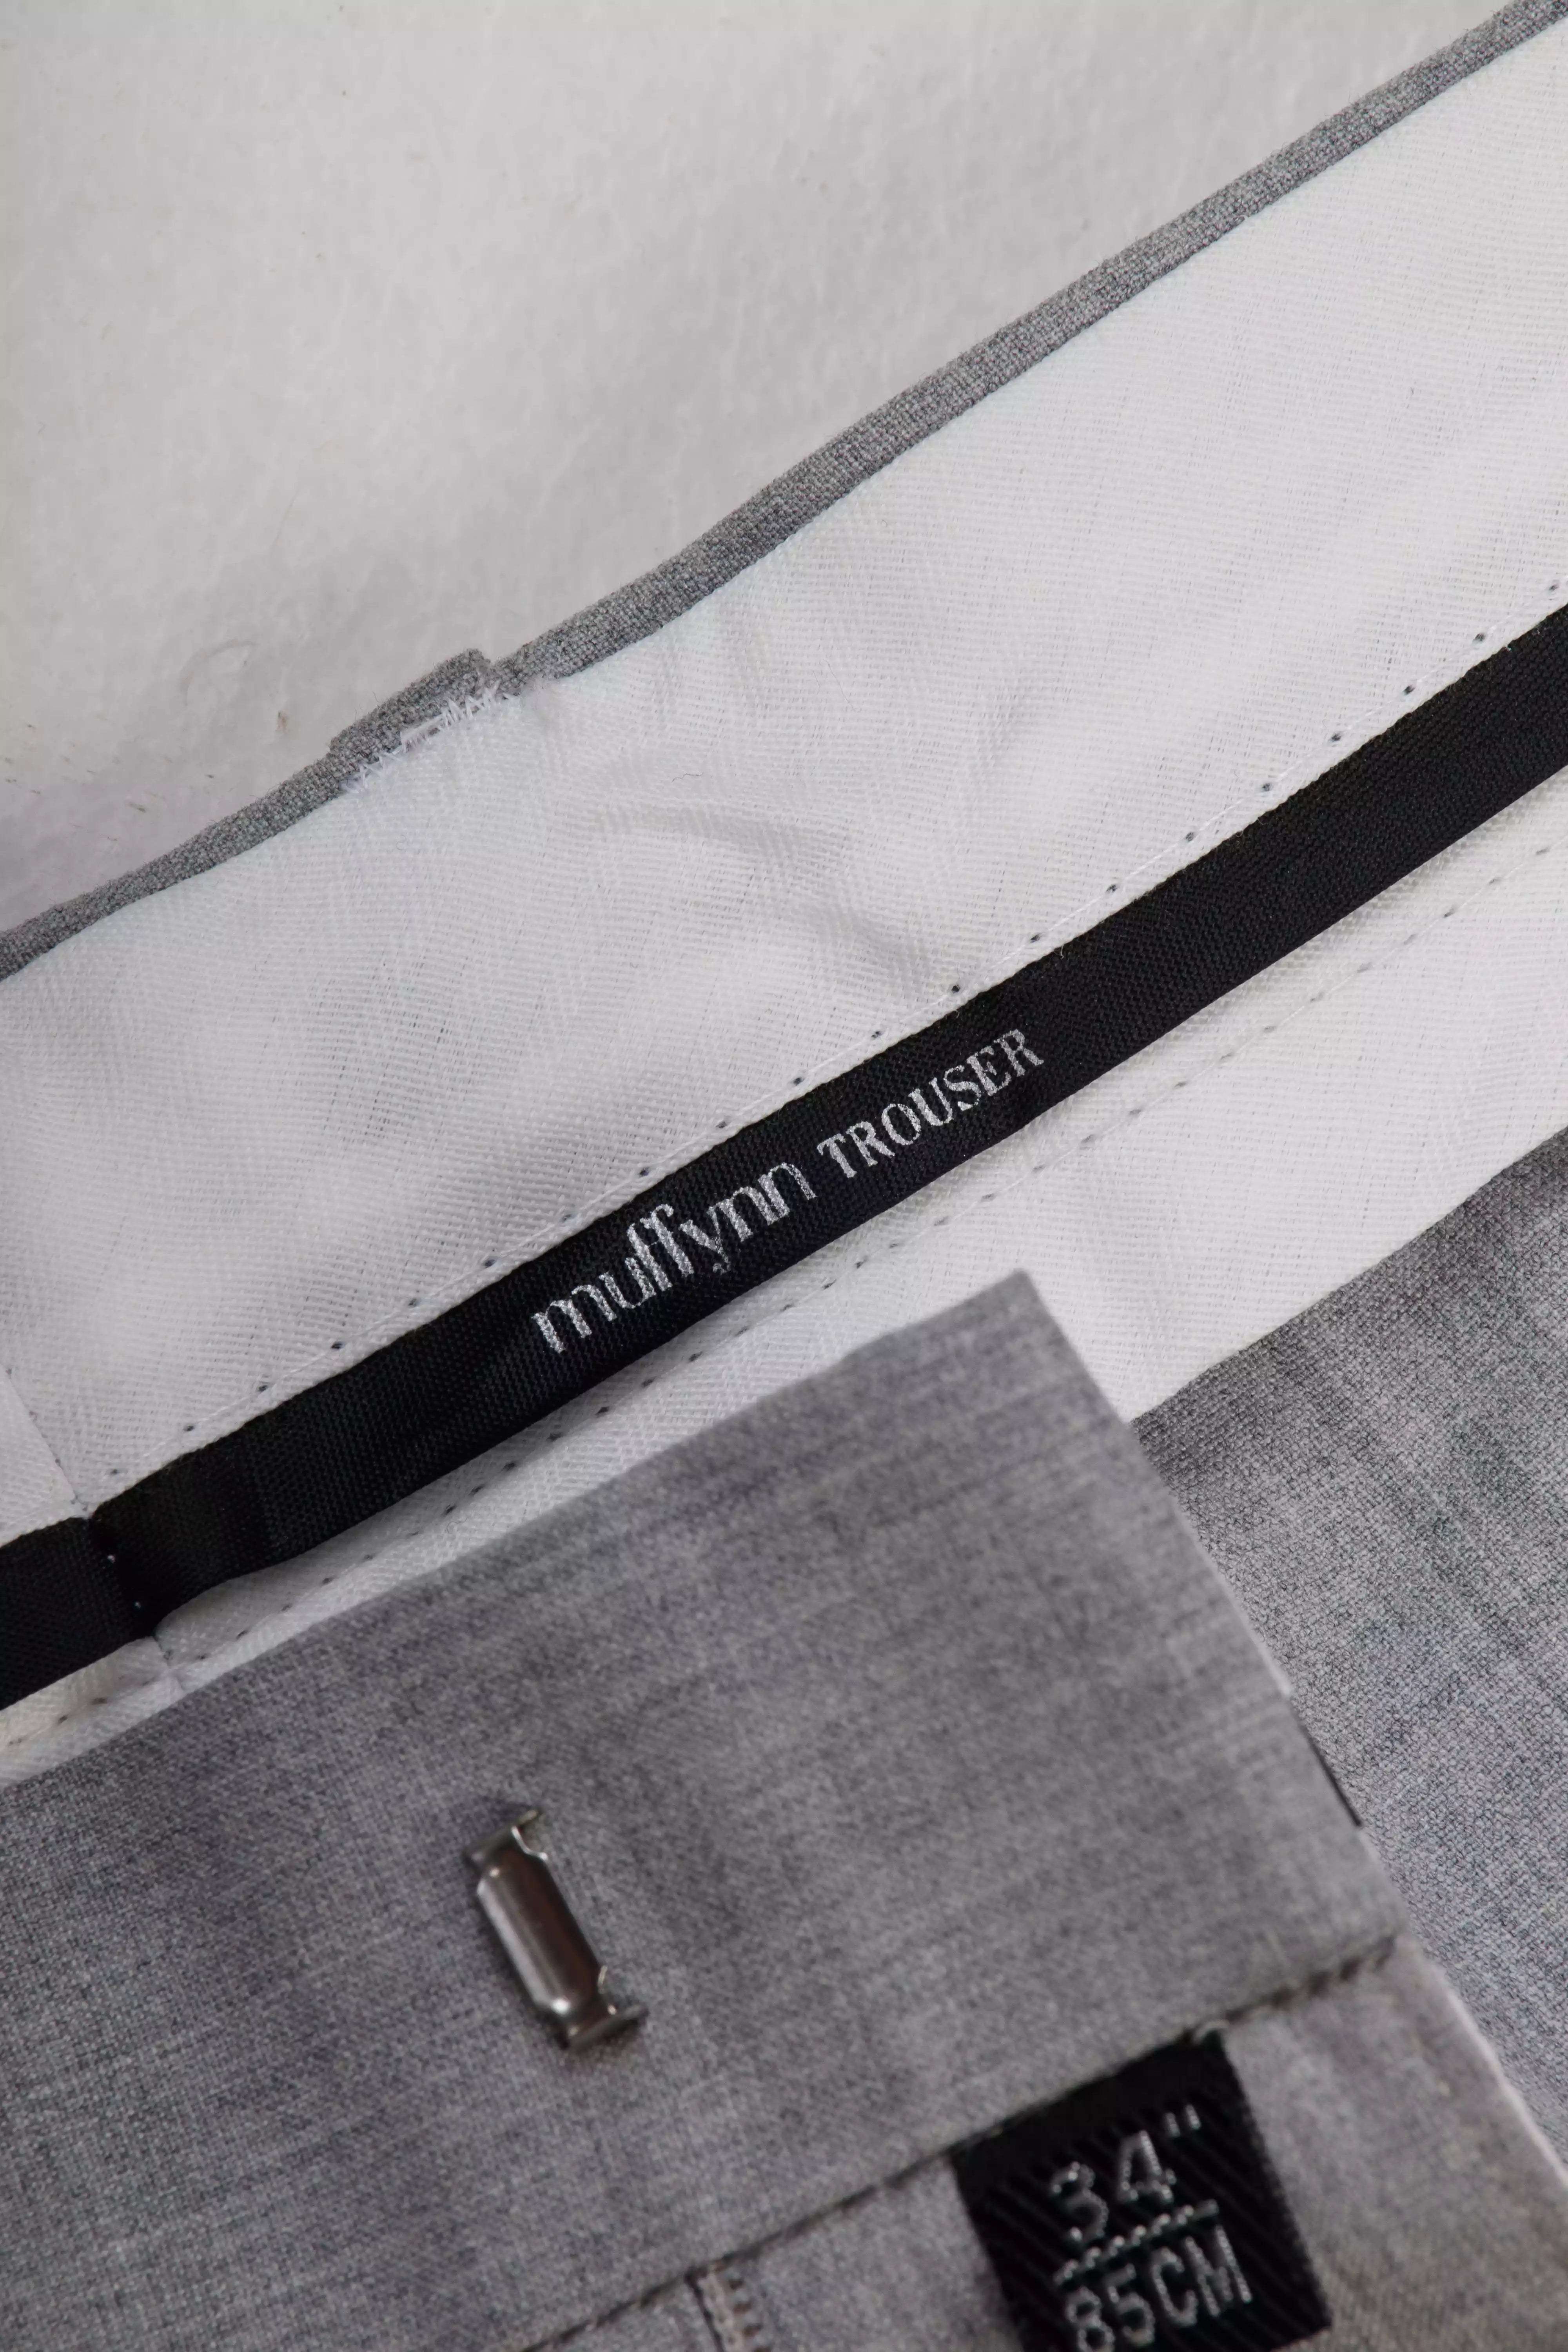 muffynn TROUSER
34"
85CM